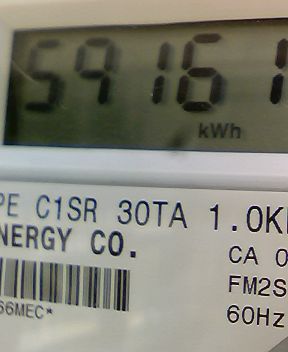 59161
kWh
PE C1SR 30TA 1.0K
NERGY CO.
CA 0
FM2S
66MEC*
60Hz